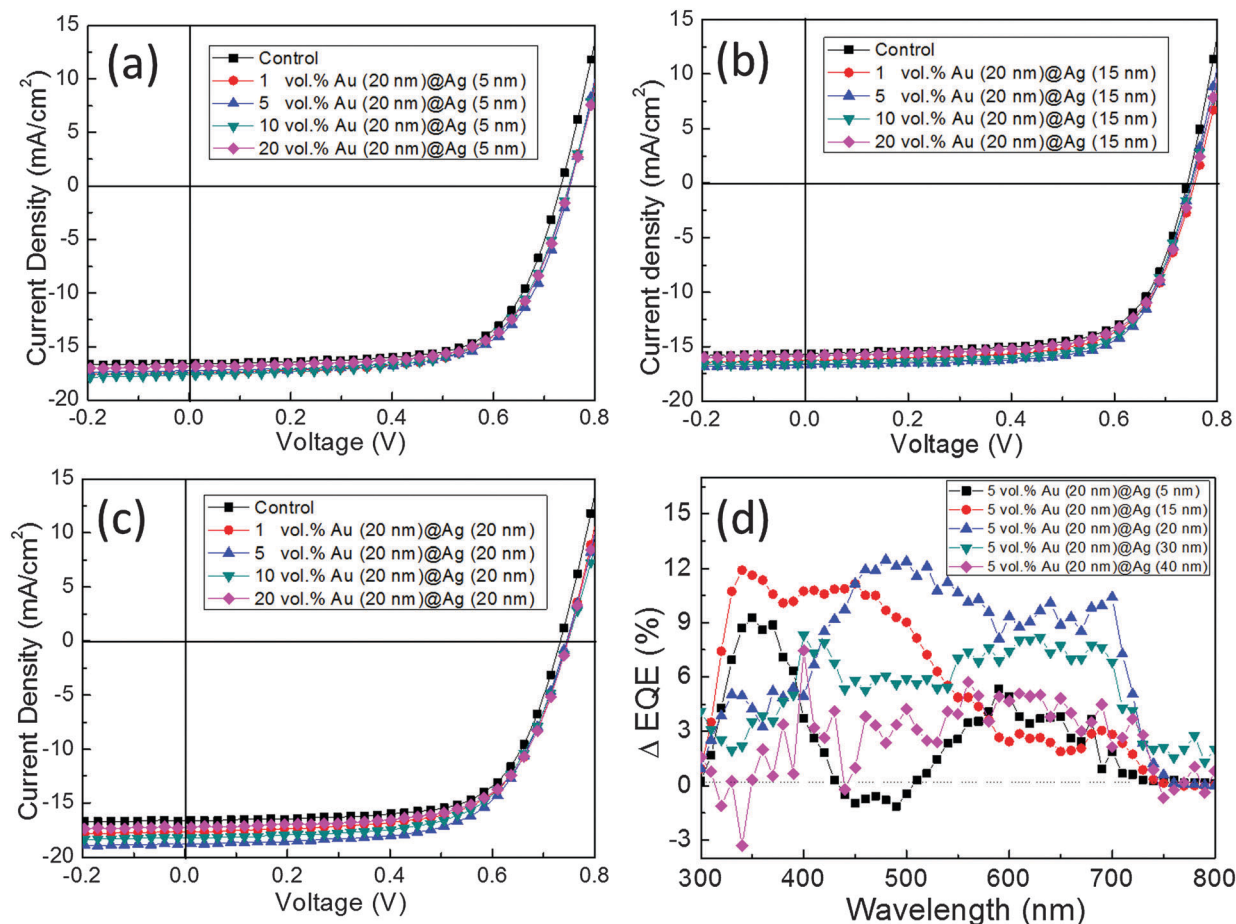 (a)
Control
1 vol.% Au (20 nm)@Ag (5 nm)
5 vol.% Au (20 nm)@Ag (5 nm)
10 vol.% Au (20 nm)@Ag (5 nm)
20 vol.% Au (20 nm)@Ag (5 nm)
Current Density (mA/cm²)
15
10
5
0
-5
-10
-15
-20
-0.2 0.0 0.2 0.4 0.6 0.8
Voltage (V)
(b)
Control
1 vol.% Au (20 nm)@Ag (15 nm)
5 vol.% Au (20 nm)@Ag (15 nm)
10 vol.% Au (20 nm)@Ag (15 nm)
20 vol.% Au (20 nm)@Ag (15 nm)
Current density (mA/cm²)
15
10
5
0
-5
-10
-15
-20
-0.2 0.0 0.2 0.4 0.6 0.8
Voltage (V)
(c)
Control
1 vol.% Au (20 nm)@Ag (20 nm)
5 vol.% Au (20 nm)@Ag (20 nm)
10 vol.% Au (20 nm)@Ag (20 nm)
20 vol.% Au (20 nm)@Ag (20 nm)
Current Density (mA/cm²)
15
10
5
0
-5
-10
-15
-20
-0.2 0.0 0.2 0.4 0.6 0.8
Voltage (V)
(d)
5 vol.% Au (20 nm)@Ag (5 nm)
5 vol.% Au (20 nm)@Ag (15 nm)
5 vol.% Au (20 nm)@Ag (20 nm)
5 vol.% Au (20 nm)@Ag (30 nm)
5 vol.% Au (20 nm)@Ag (40 nm)
Δ EQE (%)
15
12
9
6
3
0
-3
300 400 500 600 700 800
Wavelength (nm)